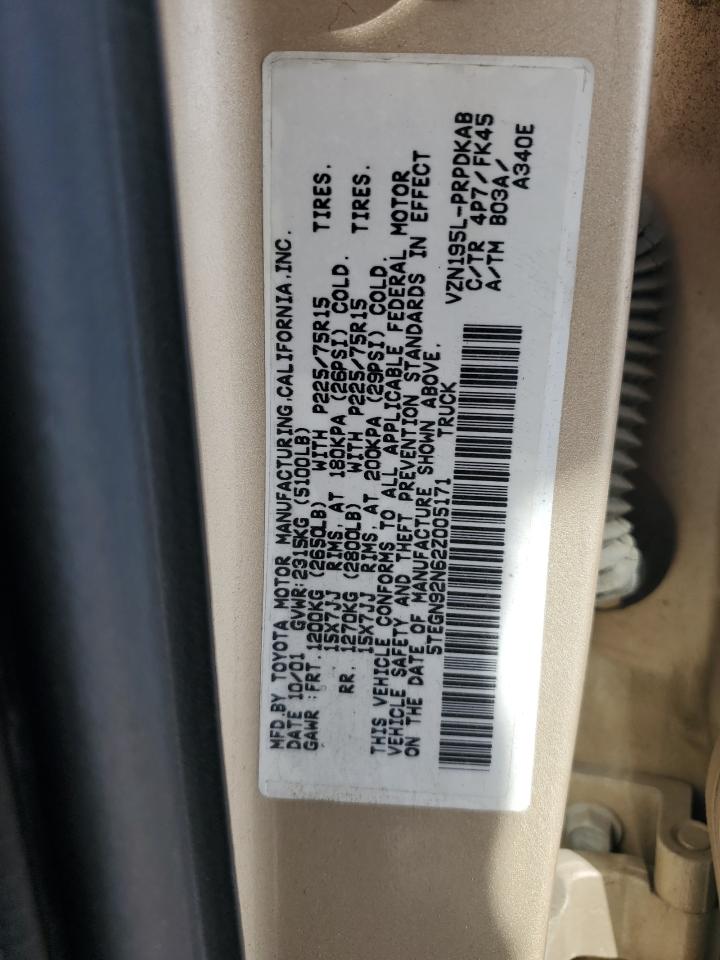 MFD.BY TOYOTA MOTOR MANUFACTURING,CALIFORNIA,INC.
DATE 10/01 GVWR:2315KG (5100LB)
GAWR :FRT.1200KG (2650LB) WITH P225/75R15 TIRES.
15X7JJ RIMS, AT 180KPA (26PSI) COLD.
RR. 1270KG (2800LB) WITH P225/75R15 TIRES.
15X7JJ RIMS, AT 200KPA (29PSI) COLD.
THIS VEHICLE CONFORMS TO ALL APPLICABLE FEDERAL MOTOR
VEHICLE SAFETY AND THEFT PREVENTION STANDARDS IN EFFECT
ON THE DATE OF MANUFACTURE SHOWN ABOVE.
5TEGN92N62Z005171 TRUCK
VZN195L-PRPDKAB
C/TR 4P7/FK45
A/TM B03A/
A340E